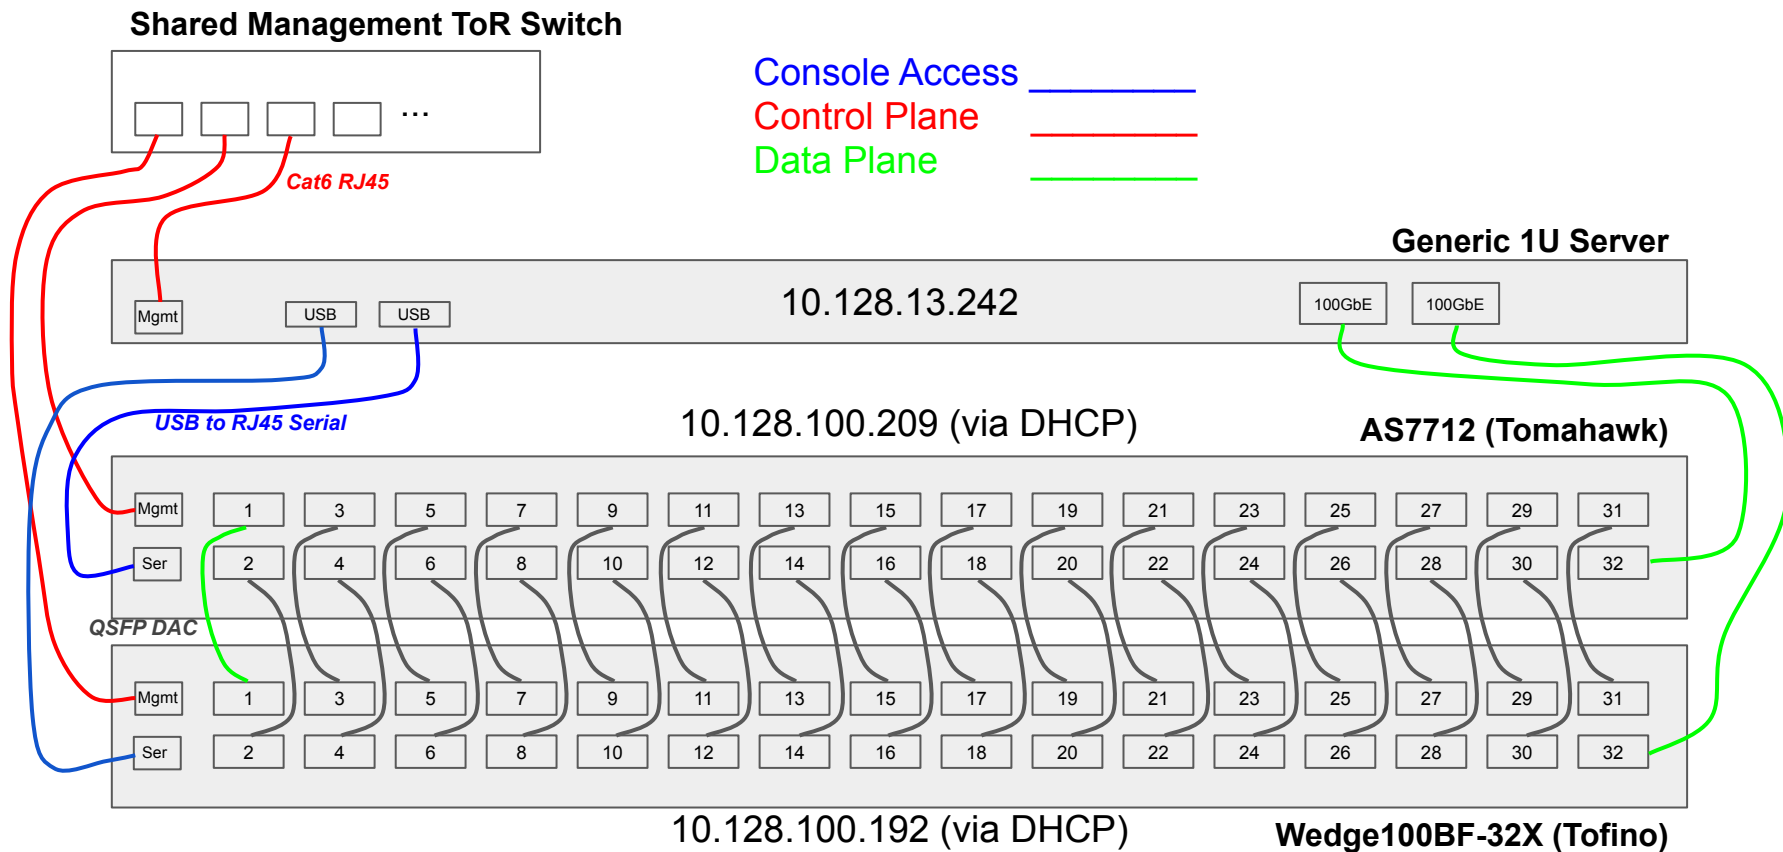 Shared Management ToR Switch
...
Console Access
Control Plane
Data Plane
Cat6 RJ45
Generic 1U Server
Mgmt
USB
USB
10.128.13.242
100GbE
100GbE
USB to RJ45 Serial
10.128.100.209 (via DHCP)
AS7712 (Tomahawk)
Mgmt 1 3 5 7 9 11 13 15 17 19 21 23 25 27 29 31
Ser 2 4 6 8 10 12 14 16 18 20 22 24 26 28 30 32
QSFP DAC
Mgmt 1 3 5 7 9 11 13 15 17 19 21 23 25 27 29 31
Ser 2 4 6 8 10 12 14 16 18 20 22 24 26 28 30 32
10.128.100.192 (via DHCP)
Wedge100BF-32X (Tofino)